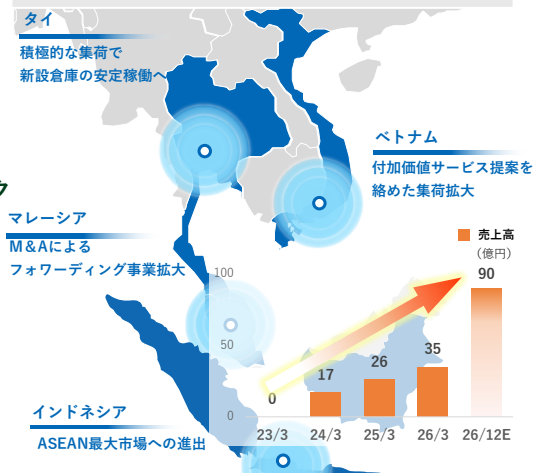 タイ
積極的な集荷で
新設倉庫の安定稼働へ
ベトナム
付加価値サービス提案を
絡めた集荷拡大
ク
マレーシア
M&Aによる
フォワーディング事業拡大
売上高
（億円）
100
50
0
0
17
26
35
90
23/3
24/3
25/3
26/3
26/12E
インドネシア
ASEAN最大市場への進出